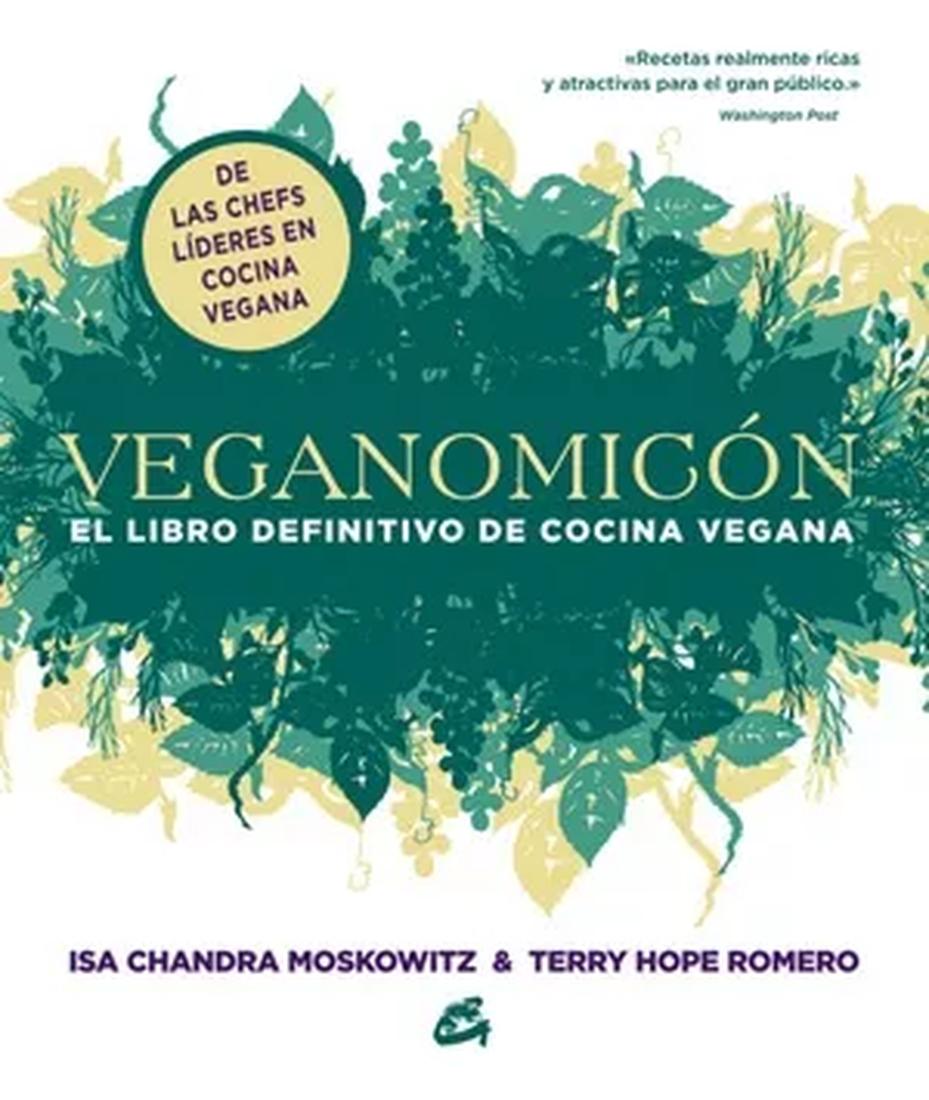 «Recetas realmente ricas
y atractivas para el gran público.»
Washington Post
DE
LAS CHEFS
LÍDERES EN
COCINA
VEGANA
VEGANOMICÓN
EL LIBRO DEFINITIVO DE COCINA VEGANA
ISA CHANDRA MOSKOWITZ & TERRY HOPE ROMERO